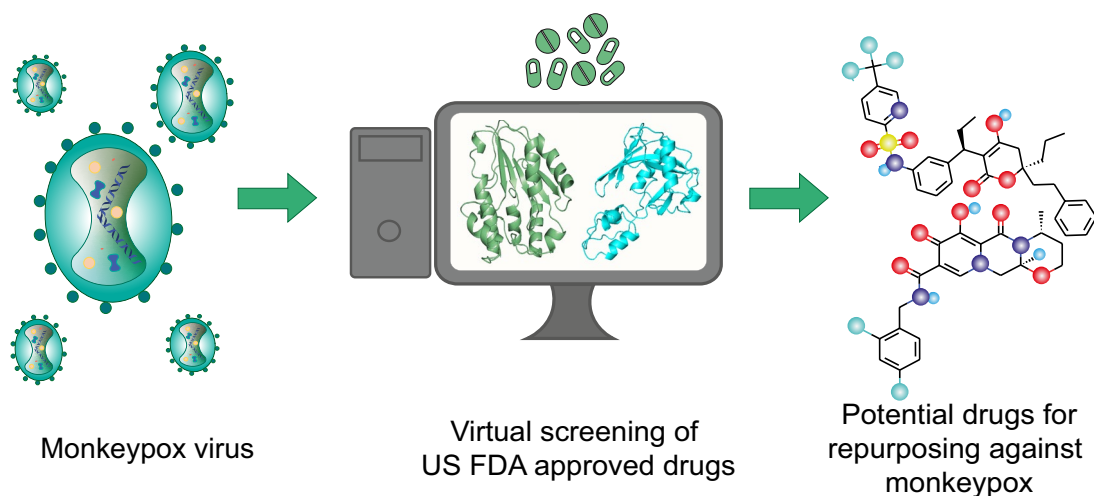 Monkeypox virus
Virtual screening of
US FDA approved drugs
Potential drugs for
repurposing against
monkeypox